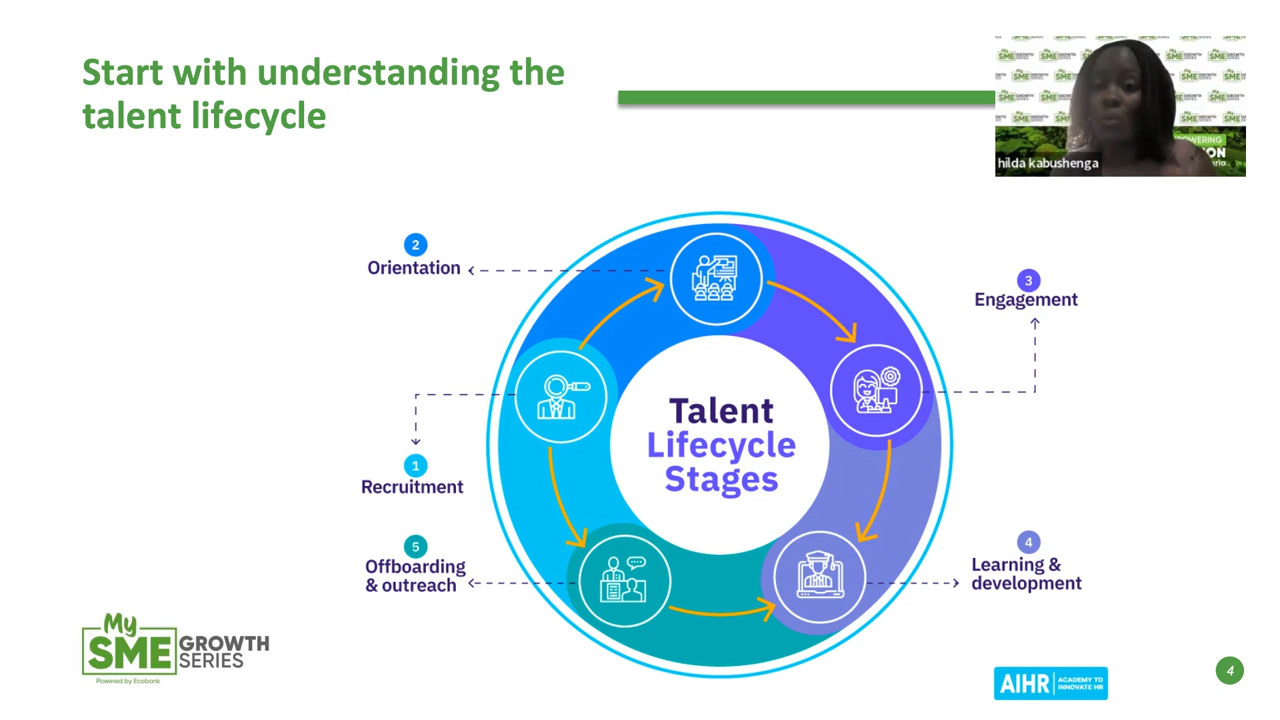 Start with understanding the
talent lifecycle
hilda kabushenga
2
Orientation
3
Engagement
Talent
Lifecycle
Stages
1
Recruitment
5
Offboarding
& outreach
4
Learning &
development
My
SME GROWTH
SERIES
Powered by Ecobank
AIHR ACADEMY TO
INNOVATE HR
4